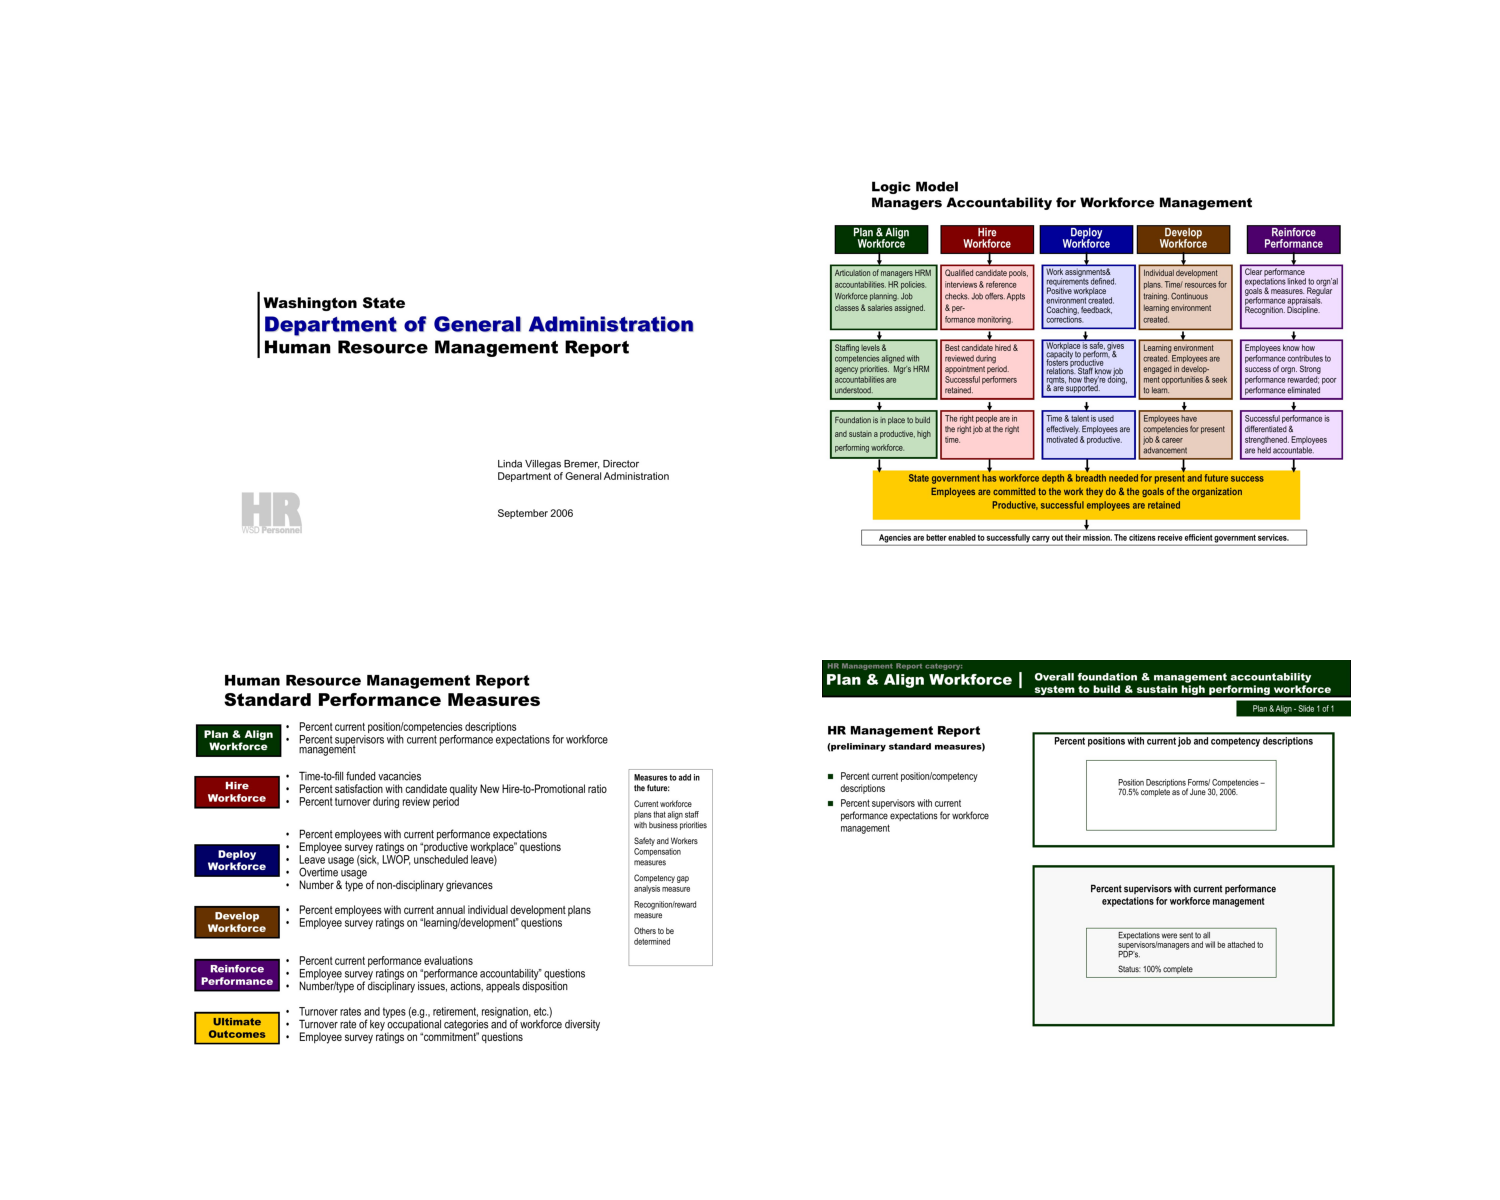 Washington State
Department of General Administration
Human Resource Management Report
Linda Villegas Bremer, Director
Department of General Administration
September 2006
HR
WSD Personnel
Logic Model
Managers Accountability for Workforce Management
Plan & Align
Workforce
Articulation of managers HRM
accountabilities. HR policies.
Workforce planning. Job
classes & salaries assigned.
Staffing levels &
competencies aligned with
agency priorities.  Mgr's HRM
accountabilities are
understood.
Foundation is in place to build
and sustain a productive, high
performing workforce.
Hire
Workforce
Qualified candidate pools,
interviews & reference
checks. Job offers. Appts
& per-
formance monitoring.
Best candidate hired &
reviewed during
appointment period.
Successful performers
retained.
The right people are in
the right job at the right
time.
Deploy
Workforce
Work assignments&
requirements defined.
Positive workplace
environment created.
Coaching, feedback,
corrections.
Workplace is safe, gives
capacity to perform, &
fosters productive
relations. Staff know job
rqmts, how they're doing,
& are supported.
Time & talent is used
effectively. Employees are
motivated & productive.
Develop
Workforce
Individual development
plans. Time/ resources for
training. Continuous
learning environment
created.
Learning environment
created. Employees are
engaged in develop-
ment opportunities & seek
to learn.
Employees have
competencies for present
job & career
advancement
Reinforce
Performance
Clear performance
expectations linked to orgn'al
goals & measures. Regular
performance appraisals.
Recognition. Discipline.
Employees know how
performance contributes to
success of orgn. Strong
performance rewarded; poor
performance eliminated
Successful performance is
differentiated &
strengthened. Employees
are held accountable.
State government has workforce depth & breadth needed for present and future success
Employees are committed to the work they do & the goals of the organization
Productive, successful employees are retained
Agencies are better enabled to successfully carry out their mission. The citizens receive efficient government services.
Human Resource Management Report
Standard Performance Measures
Plan & Align
Workforce
• Percent current position/competencies descriptions
• Percent supervisors with current performance expectations for workforce
management
Hire
Workforce
• Time-to-fill funded vacancies
• Percent satisfaction with candidate quality New Hire-to-Promotional ratio
• Percent turnover during review period
Deploy
Workforce
• Percent employees with current performance expectations
• Employee survey ratings on “productive workplace” questions
• Leave usage (sick, LWOP, unscheduled leave)
• Overtime usage
• Number & type of non-disciplinary grievances
Develop
Workforce
• Percent employees with current annual individual development plans
• Employee survey ratings on “learning/development” questions
Reinforce
Performance
• Percent current performance evaluations
• Employee survey ratings on “performance accountability” questions
• Number/type of disciplinary issues, actions, appeals disposition
Ultimate
Outcomes
• Turnover rates and types (e.g., retirement, resignation, etc.)
• Turnover rate of key occupational categories and of workforce diversity
• Employee survey ratings on “commitment” questions
Measures to add in
the future:
Current workforce
plans that align staff
with business priorities
Safety and Workers
Compensation
measures
Competency gap
analysis measure
Recognition/reward
measure
Others to be
determined
HR Management Report category:
Plan & Align Workforce |
Overall foundation & management accountability
system to build & sustain high performing workforce
Plan & Align - Slide 1 of 1
HR Management Report
(preliminary standard measures)
■ Percent current position/competency
descriptions
■ Percent supervisors with current
performance expectations for workforce
management
Percent positions with current job and competency descriptions
Position Descriptions Forms/ Competencies –
70.5% complete as of June 30, 2006.
Percent supervisors with current performance
expectations for workforce management
Expectations were sent to all
supervisors/managers and will be attached to
PDP's.
Status: 100% complete